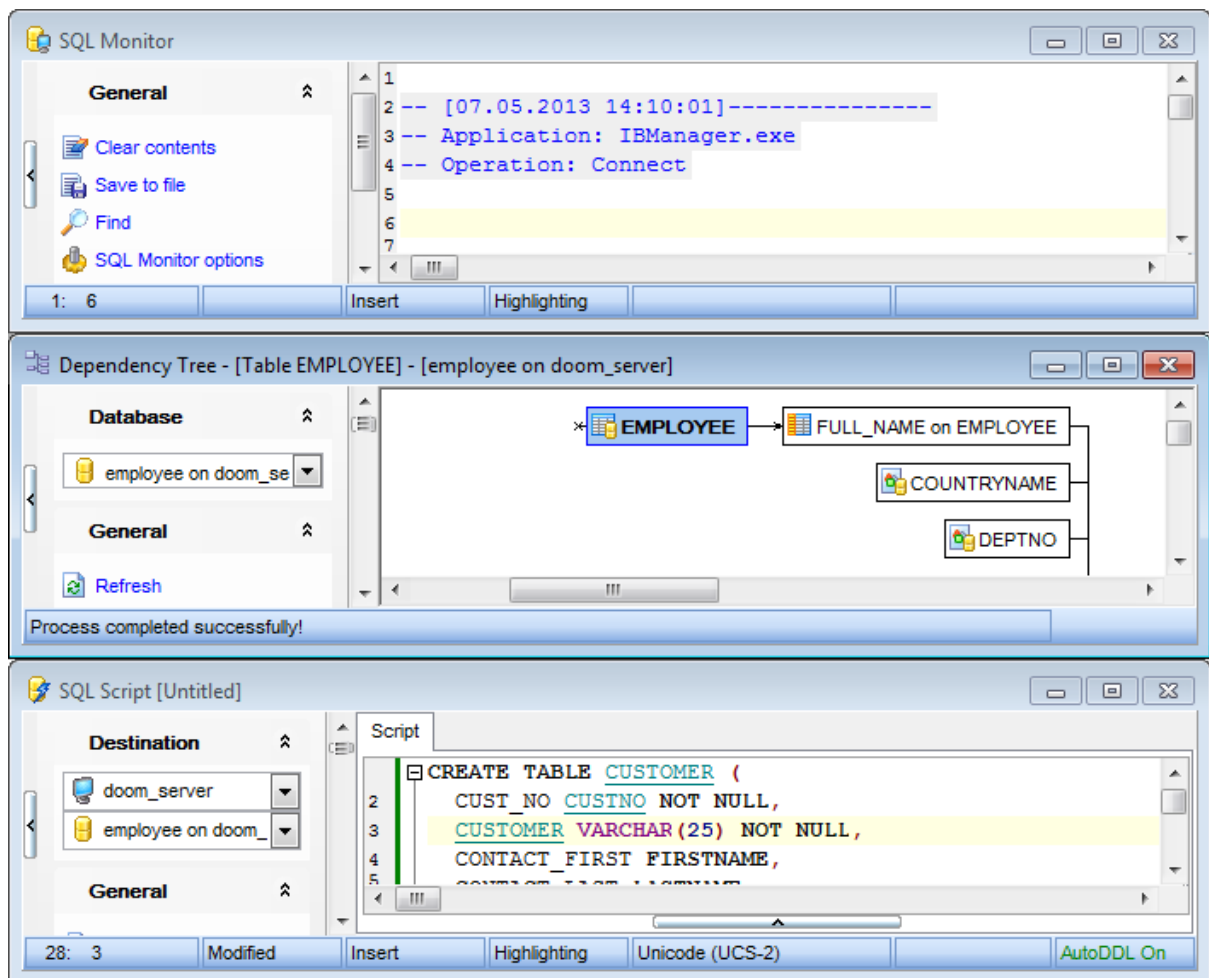 SQL Monitor
General
Clear contents
Save to file
Find
SQL Monitor options
1
2 -- [07.05.2013 14:10:01]---------------
3 -- Application: IBManager.exe
4 -- Operation: Connect
5
6
7
1: 6 Insert Highlighting
Dependency Tree - [Table EMPLOYEE] - [employee on doom_server]
Database
employee on doom_se
General
Refresh
EMPLOYEE
FULL_NAME on EMPLOYEE
COUNTRYNAME
DEPTNO
Process completed successfully!
SQL Script [Untitled]
Destination
doom_server
employee on doom_
General
Script
CREATE TABLE CUSTOMER (
2 CUST_NO CUSTNO NOT NULL,
3 CUSTOMER VARCHAR(25) NOT NULL,
4 CONTACT_FIRST FIRSTNAME,
5
28: 3 Modified Insert Highlighting Unicode (UCS-2) AutoDDL On